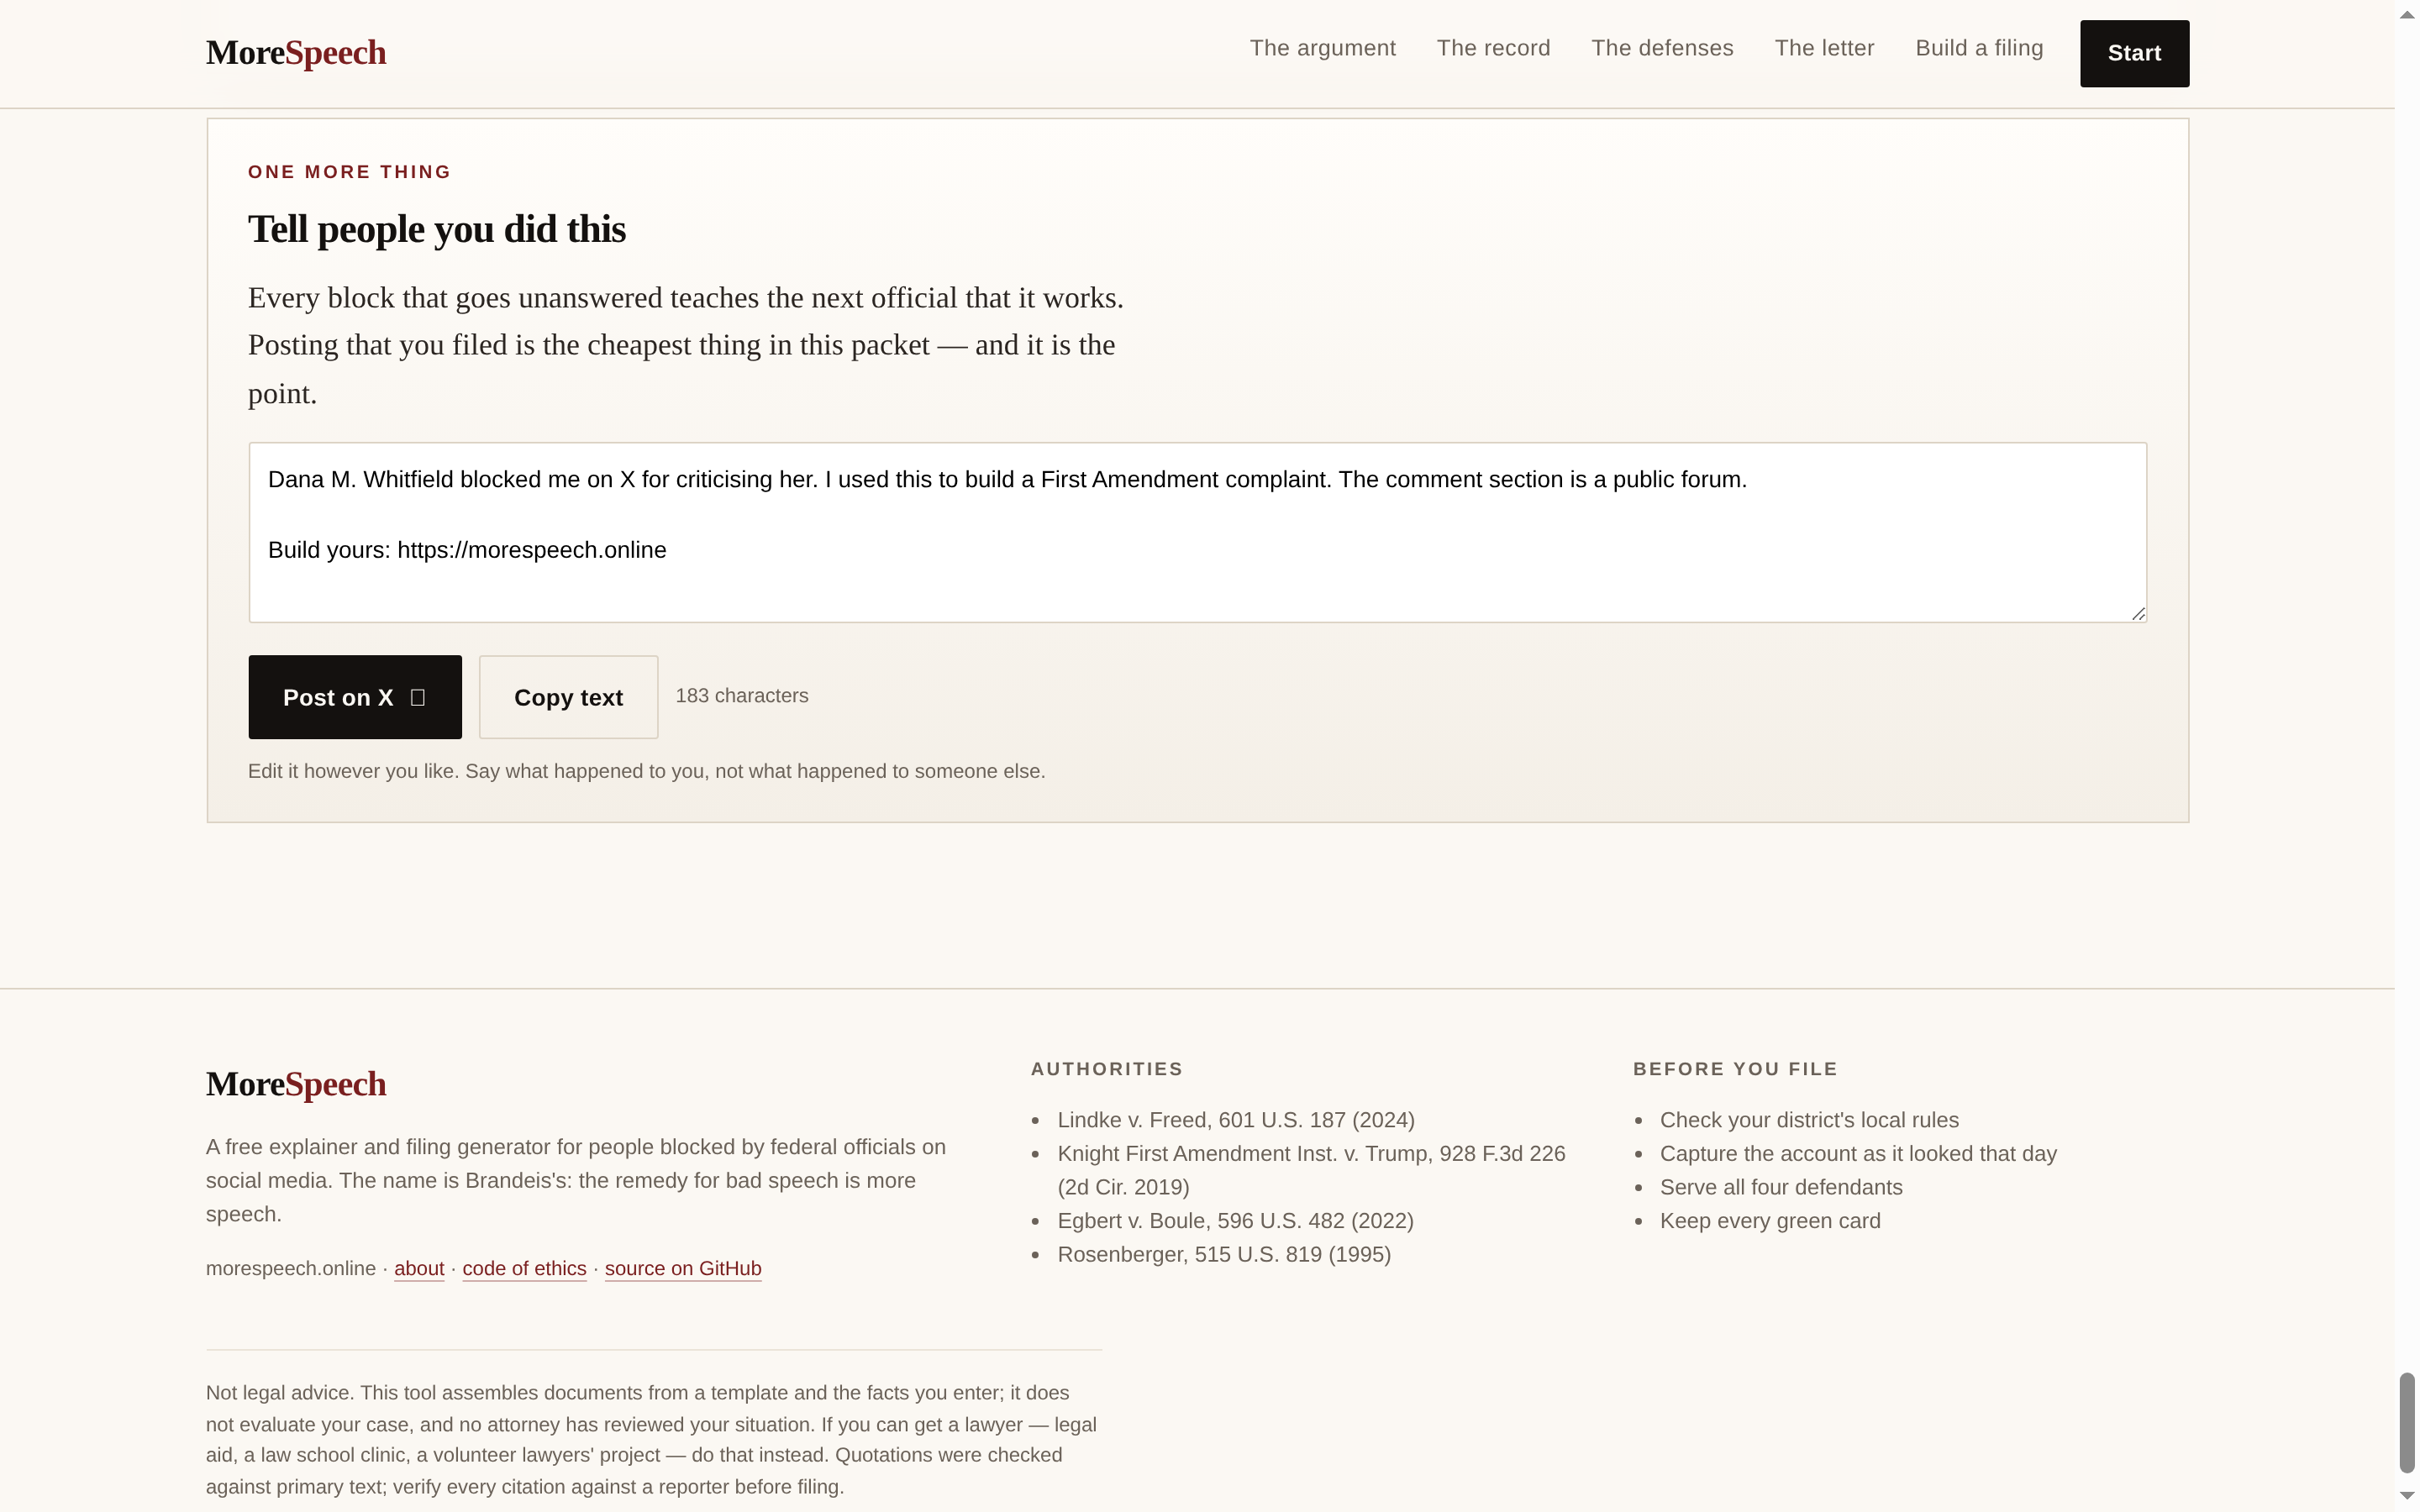 MoreSpeech
The argument
The record
The defenses
The letter
Build a filing
Start
ONE MORE THING
Tell people you did this
Every block that goes unanswered teaches the next official that it works.
Posting that you filed is the cheapest thing in this packet — and it is the
point.
Dana M. Whitfield blocked me on X for criticising her. I used this to build a First Amendment complaint. The comment section is a public forum.
Build yours: https://morespeech.online
Post on X
Copy text
183 characters
Edit it however you like. Say what happened to you, not what happened to someone else.
MoreSpeech
A free explainer and filing generator for people blocked by federal officials on
social media. The name is Brandeis's: the remedy for bad speech is more
speech.
morespeech.online · about · code of ethics · source on GitHub
AUTHORITIES
Lindke v. Freed, 601 U.S. 187 (2024)
Knight First Amendment Inst. v. Trump, 928 F.3d 226
(2d Cir. 2019)
Egbert v. Boule, 596 U.S. 482 (2022)
Rosenberger, 515 U.S. 819 (1995)
BEFORE YOU FILE
Check your district's local rules
Capture the account as it looked that day
Serve all four defendants
Keep every green card
Not legal advice. This tool assembles documents from a template and the facts you enter; it does
not evaluate your case, and no attorney has reviewed your situation. If you can get a lawyer — legal
aid, a law school clinic, a volunteer lawyers' project — do that instead. Quotations were checked
against primary text; verify every citation against a reporter before filing.